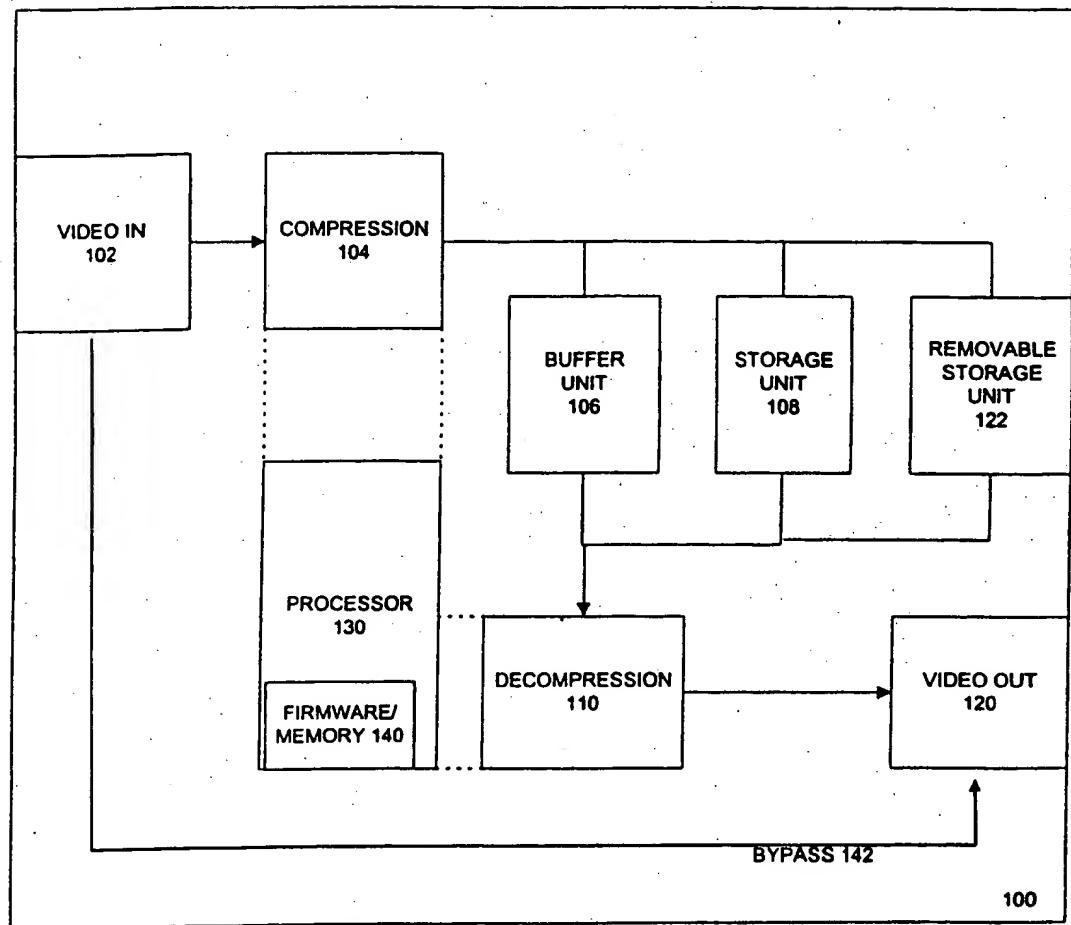 VIDEO IN
102
COMPRESSION
104
BUFFER
UNIT
106
STORAGE
UNIT
108
REMOVABLE
STORAGE
UNIT
122
PROCESSOR
130
FIRMWARE/
MEMORY 140
DECOMPRESSION
110
VIDEO OUT
120
BYPASS 142
100